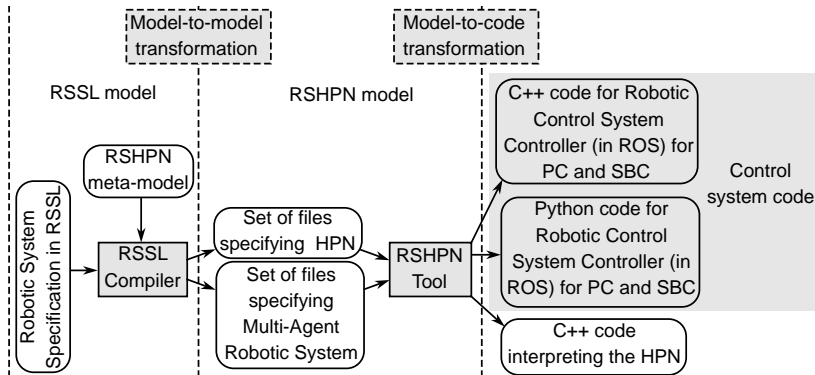 Model-to-model
transformation
Model-to-code
transformation
RSSL model
RSHPN model
C++ code for Robotic
Control System
Controller (in ROS) for
PC and SBC
Control
system code
RSHPN
meta-model
Robotic System
Specification in RSSL
RSSL
Compiler
Set of files
specifying HPN
Set of files
specifying
Multi-Agent
Robotic System
RSHPN
Tool
Python code for
Robotic Control
System Controller (in
ROS) for PC and SBC
C++ code
interpreting the HPN